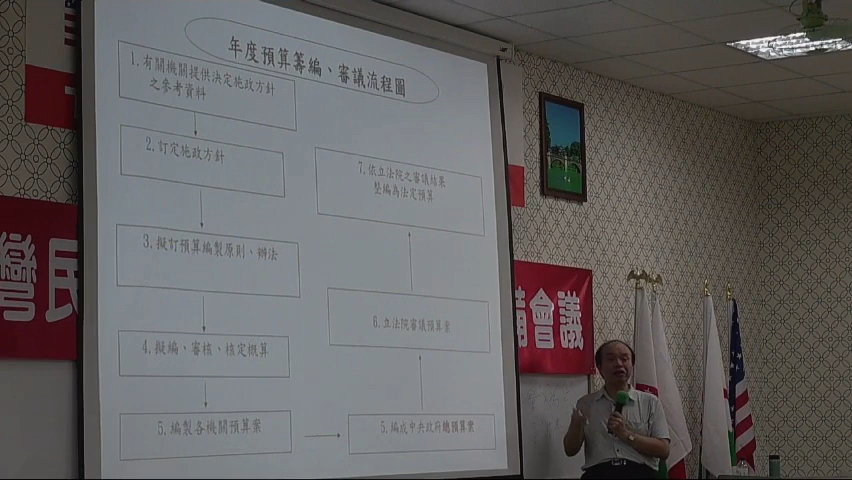 年度預算籌編、審議流程圖
1.有關機關提供決定施政方針
之參考資料
2.訂定施政方針
3.擬訂預算編製原則、辦法
4.擬編、審核、核定概算
5.編製各機關預算案
5.編成中央政府總預算案
6.立法院審議預算案
7.依立法院之審議結果
整編為法定預算
灣民
會議